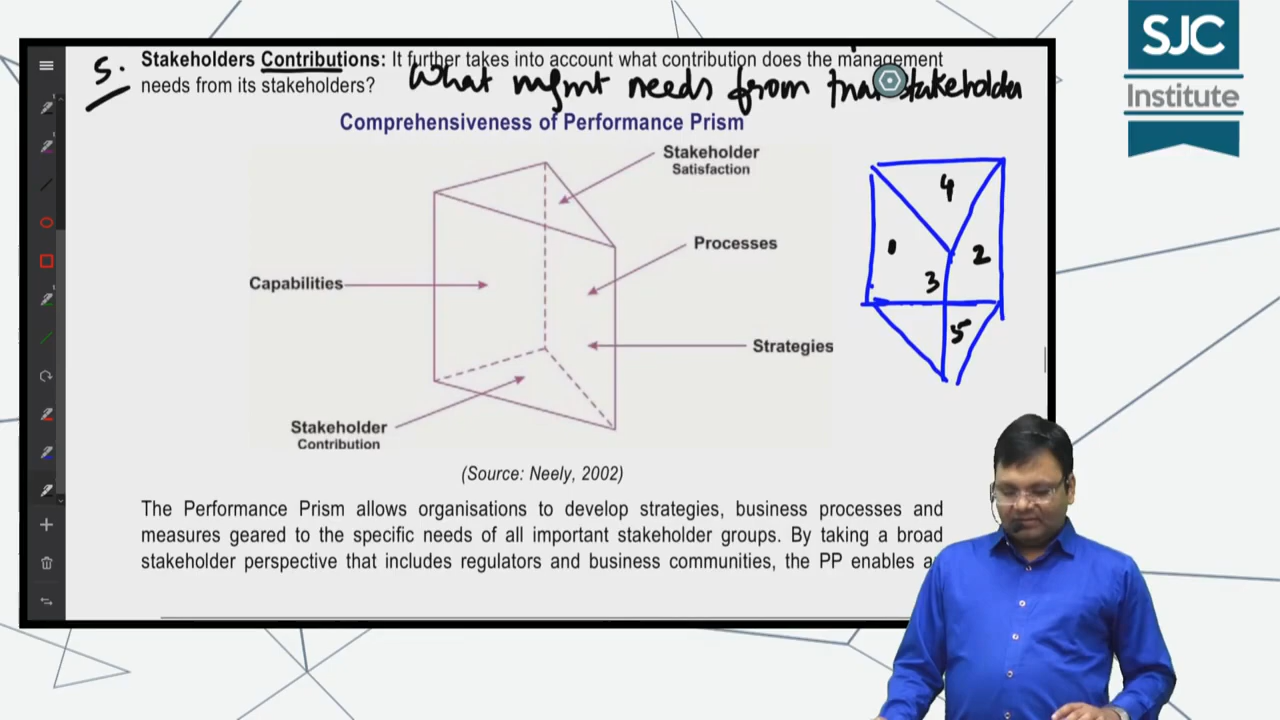 SJC
Institute
5.
Stakeholders Contributions: It further takes into account what contribution does the management
needs from its stakeholders?
What mgmt needs from stakeholder
Comprehensiveness of Performance Prism
Stakeholder
Satisfaction
Processes
Capabilities
Strategies
Stakeholder
Contribution
4
1
2
3
5
(Source: Neely, 2002)
The Performance Prism allows organisations to develop strategies, business processes and
measures geared to the specific needs of all important stakeholder groups. By taking a broad
stakeholder perspective that includes regulators and business communities, the PP enables